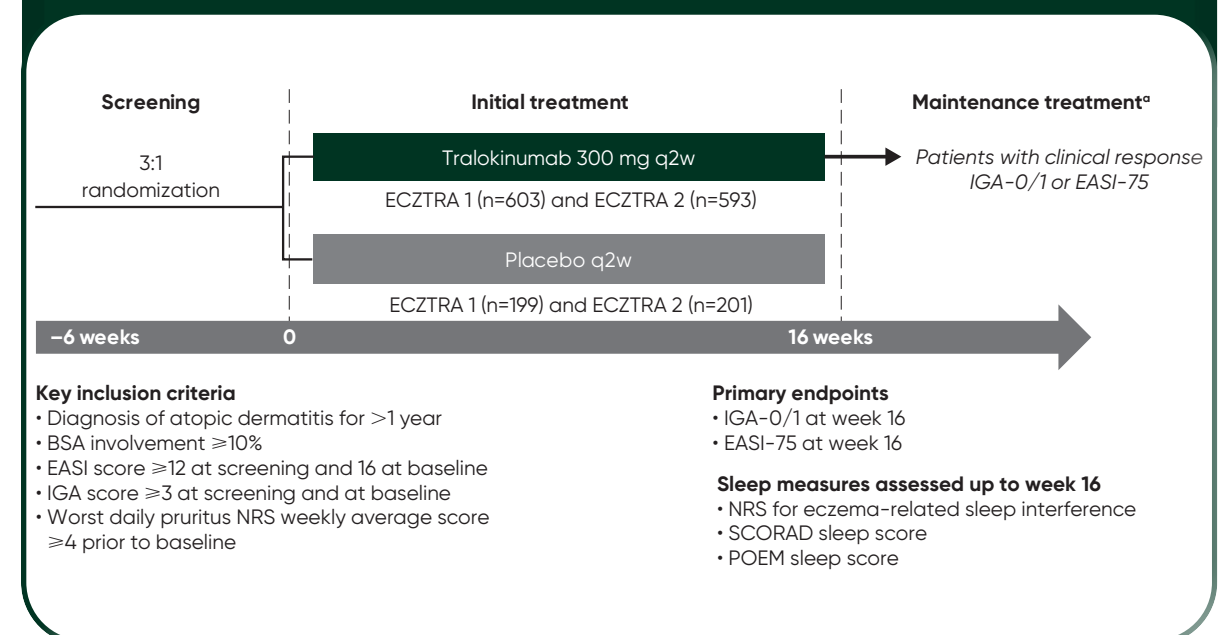 Screening
Initial treatment
Maintenance treatmentᵃ
3:1
randomization
Tralokinumab 300 mg q2w
ECZTRA 1 (n=603) and ECZTRA 2 (n=593)
Patients with clinical response
IGA-0/1 or EASI-75
Placebo q2w
ECZTRA 1 (n=199) and ECZTRA 2 (n=201)
–6 weeks
0
16 weeks
Key inclusion criteria
• Diagnosis of atopic dermatitis for >1 year
• BSA involvement ⩾10%
• EASI score ⩾12 at screening and 16 at baseline
• IGA score ⩾3 at screening and at baseline
• Worst daily pruritus NRS weekly average score
⩾4 prior to baseline
Primary endpoints
• IGA-0/1 at week 16
• EASI-75 at week 16
Sleep measures assessed up to week 16
• NRS for eczema-related sleep interference
• SCORAD sleep score
• POEM sleep score